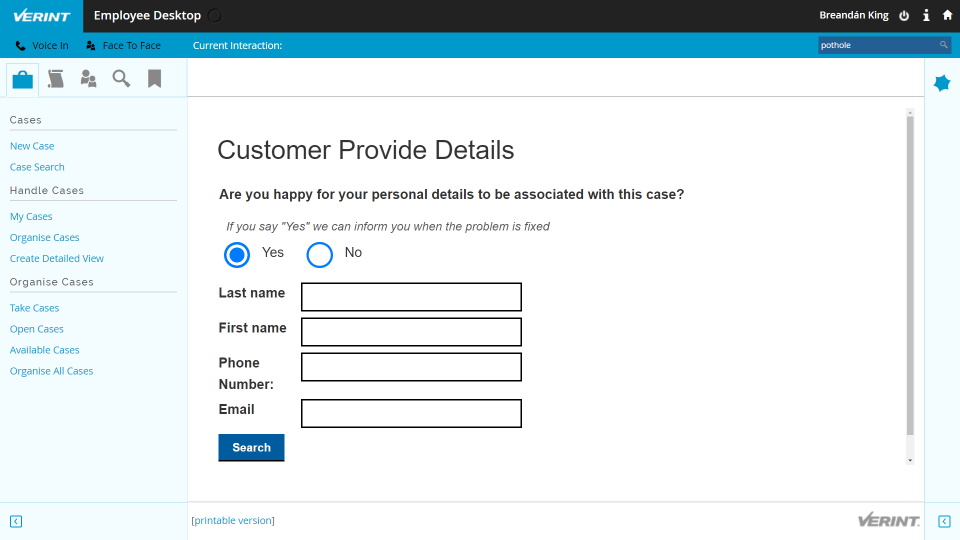 VERINT Employee Desktop
Breandán King
Voice In Face To Face Current Interaction:
pothole
Cases
New Case
Case Search
Handle Cases
My Cases
Organise Cases
Create Detailed View
Organise Cases
Take Cases
Open Cases
Available Cases
Organise All Cases
Customer Provide Details
Are you happy for your personal details to be associated with this case?
If you say "Yes" we can inform you when the problem is fixed
Yes No
Last name
First name
Phone
Number:
Email
Search
[printable version]
VERINT.